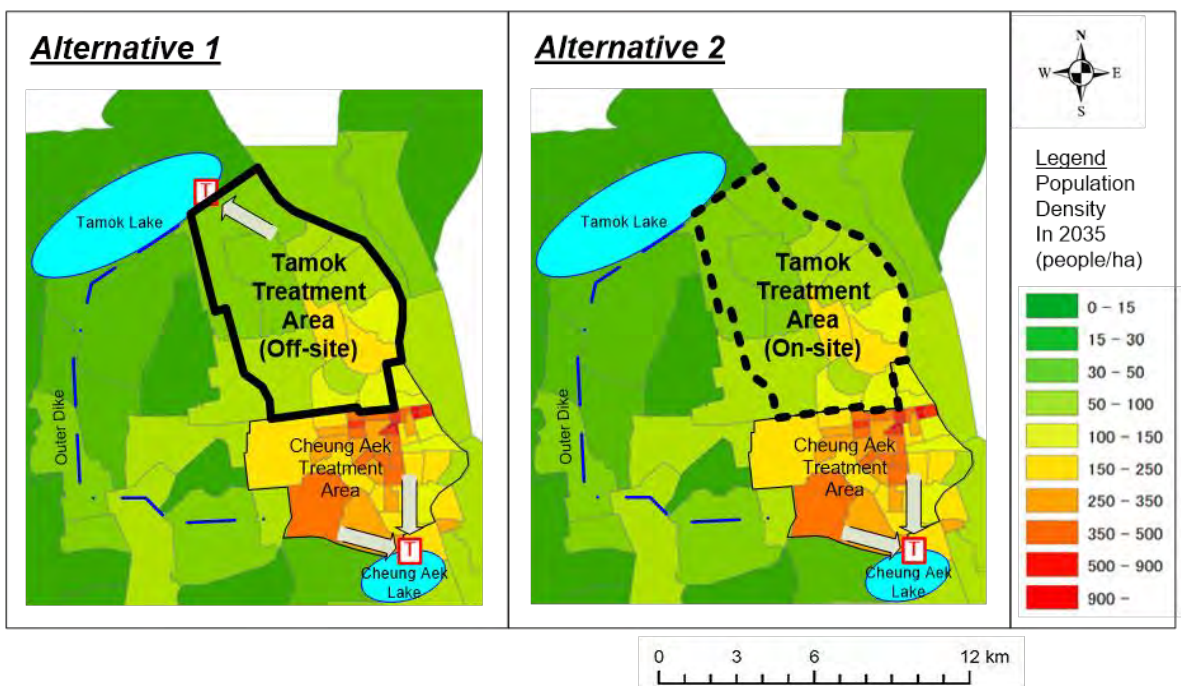 Alternative 1
Tamok Lake
T
Tamok
Treatment
Area
(Off-site)
Outer Dike
Cheung Aek
Treatment
Area
T
Cheung Aek
Lake
Alternative 2
Tamok Lake
Tamok
Treatment
Area
(On-site)
Outer Dike
Cheung Aek
Treatment
Area
T
Cheung Aek
Lake
N
W E
S
Legend
Population
Density
In 2035
(people/ha)
0 – 15
15 – 30
30 – 50
50 – 100
100 – 150
150 – 250
250 – 350
350 – 500
500 – 900
900 –
0 3 6 12 km